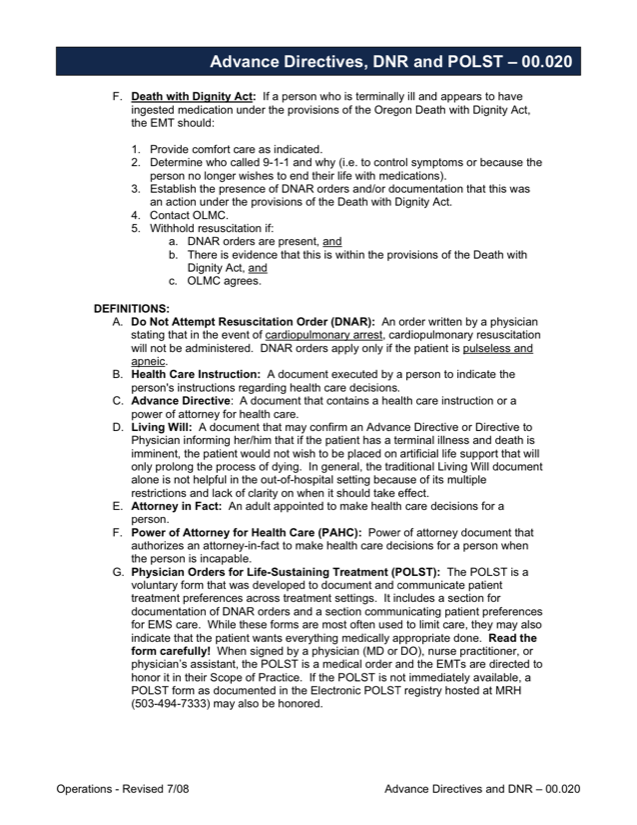 Advance Directives, DNR and POLST – 00.020
F. Death with Dignity Act: If a person who is terminally ill and appears to have
ingested medication under the provisions of the Oregon Death with Dignity Act,
the EMT should:
1. Provide comfort care as indicated.
2. Determine who called 9-1-1 and why (i.e. to control symptoms or because the
person no longer wishes to end their life with medications).
3. Establish the presence of DNAR orders and/or documentation that this was
an action under the provisions of the Death with Dignity Act.
4. Contact OLMC.
5. Withhold resuscitation if:
a. DNAR orders are present, and
b. There is evidence that this is within the provisions of the Death with
Dignity Act, and
c. OLMC agrees.
DEFINITIONS:
A. Do Not Attempt Resuscitation Order (DNAR): An order written by a physician
stating that in the event of cardiopulmonary arrest, cardiopulmonary resuscitation
will not be administered. DNAR orders apply only if the patient is pulseless and
apneic.
B. Health Care Instruction: A document executed by a person to indicate the
person's instructions regarding health care decisions.
C. Advance Directive: A document that contains a health care instruction or a
power of attorney for health care.
D. Living Will: A document that may confirm an Advance Directive or Directive to
Physician informing her/him that if the patient has a terminal illness and death is
imminent, the patient would not wish to be placed on artificial life support that will
only prolong the process of dying. In general, the traditional Living Will document
alone is not helpful in the out-of-hospital setting because of its multiple
restrictions and lack of clarity on when it should take effect.
E. Attorney in Fact: An adult appointed to make health care decisions for a
person.
F. Power of Attorney for Health Care (PAHC): Power of attorney document that
authorizes an attorney-in-fact to make health care decisions for a person when
the person is incapable.
G. Physician Orders for Life-Sustaining Treatment (POLST): The POLST is a
voluntary form that was developed to document and communicate patient
treatment preferences across treatment settings. It includes a section for
documentation of DNAR orders and a section communicating patient preferences
for EMS care. While these forms are most often used to limit care, they may also
indicate that the patient wants everything medically appropriate done. Read the
form carefully! When signed by a physician (MD or DO), nurse practitioner, or
physician's assistant, the POLST is a medical order and the EMTs are directed to
honor it in their Scope of Practice. If the POLST is not immediately available, a
POLST form as documented in the Electronic POLST registry hosted at MRH
(503-494-7333) may also be honored.
Operations - Revised 7/08
Advance Directives and DNR – 00.020